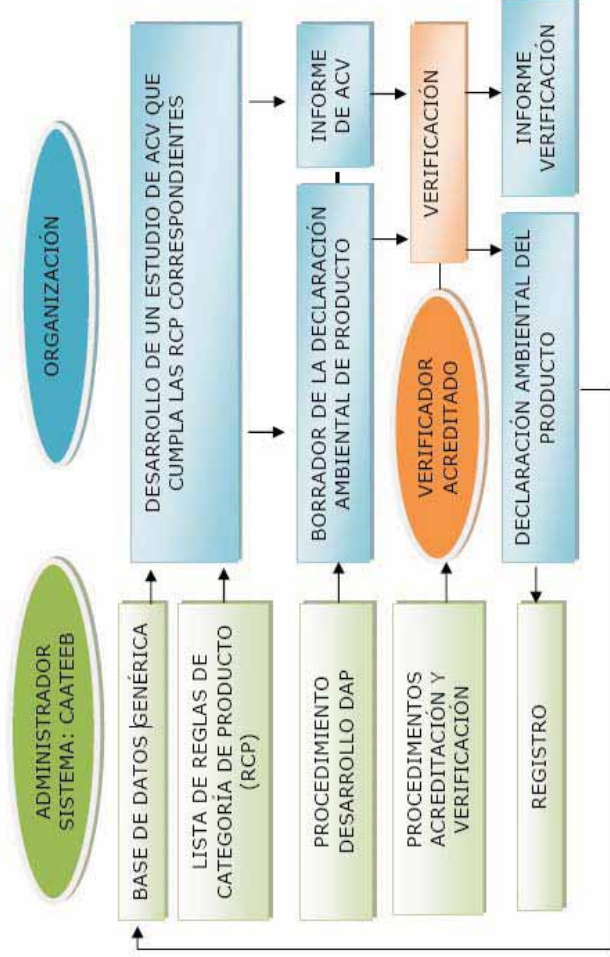 ADMINISTRADOR
SISTEMA: CAATEEB
ORGANIZACIÓN
BASE DE DATOS GENÉRICA
LISTA DE REGLAS DE
CATEGORÍA DE PRODUCTO
(RCP)
DESARROLLO DE UN ESTUDIO DE ACV QUE
CUMPLA LAS RCP CORRESPONDIENTES
PROCEDIMIENTO
DESARROLLO DAP
BORRADOR DE LA DECLARACIÓN
AMBIENTAL DE PRODUCTO
INFORME
DE ACV
PROCEDIMENTOS
ACREDITACIÓN Y
VERIFICACIÓN
VERIFICADOR
ACREDITADO
VERIFICACIÓN
REGISTRO
DECLARACIÓN AMBIENTAL DEL
PRODUCTO
INFORME
VERIFICACIÓN